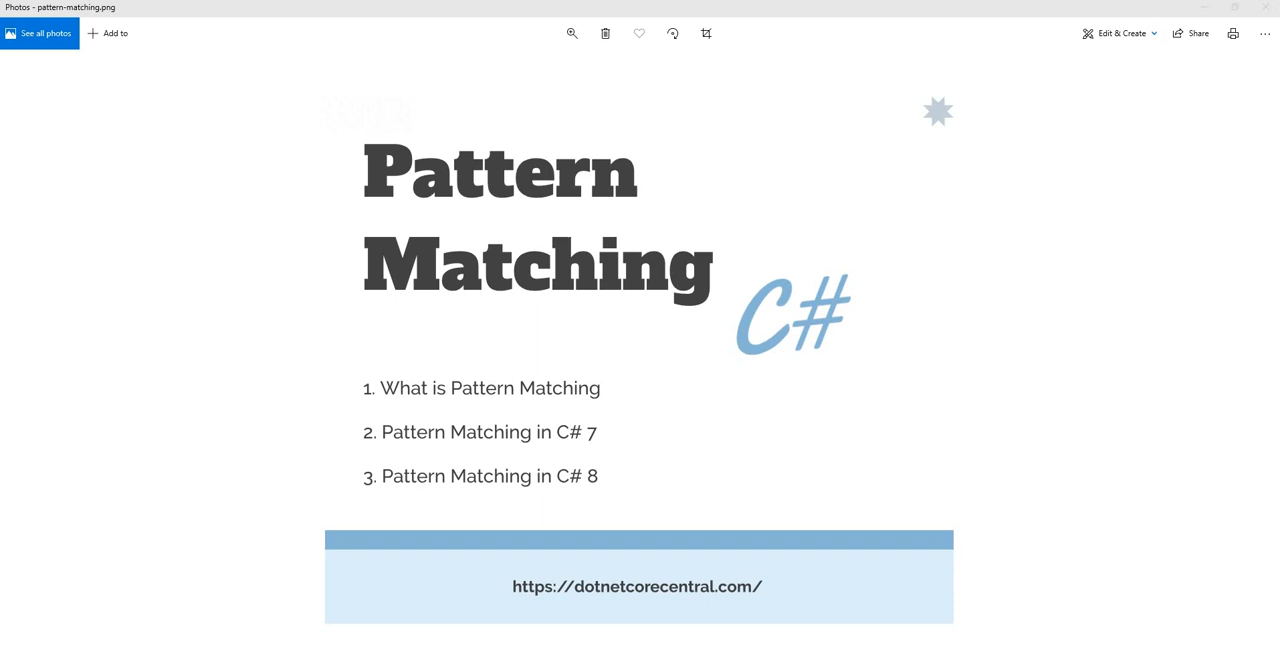 Photos - pattern-matching.png
See all photos
Add to
Edit & Create
Share
Pattern
Matching
C#
1. What is Pattern Matching
2. Pattern Matching in C# 7
3. Pattern Matching in C# 8
https://dotnetcorecentral.com/